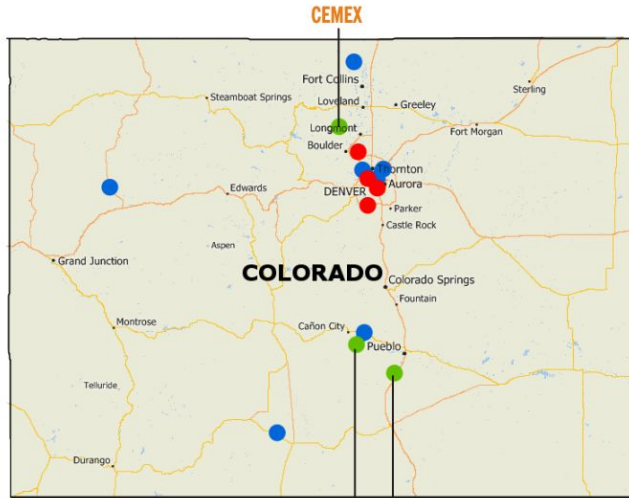 CEMEX
Fort Collins
Sterling
Steamboat Springs
Loveland
Greeley
Longmont
Fort Morgan
Boulder
Thornton
Aurora
DENVER
Edwards
Parker
Castle Rock
Aspen
Grand Junction
COLORADO
Colorado Springs
Fountain
Montrose
Cañon City
Pueblo
Telluride
Durango